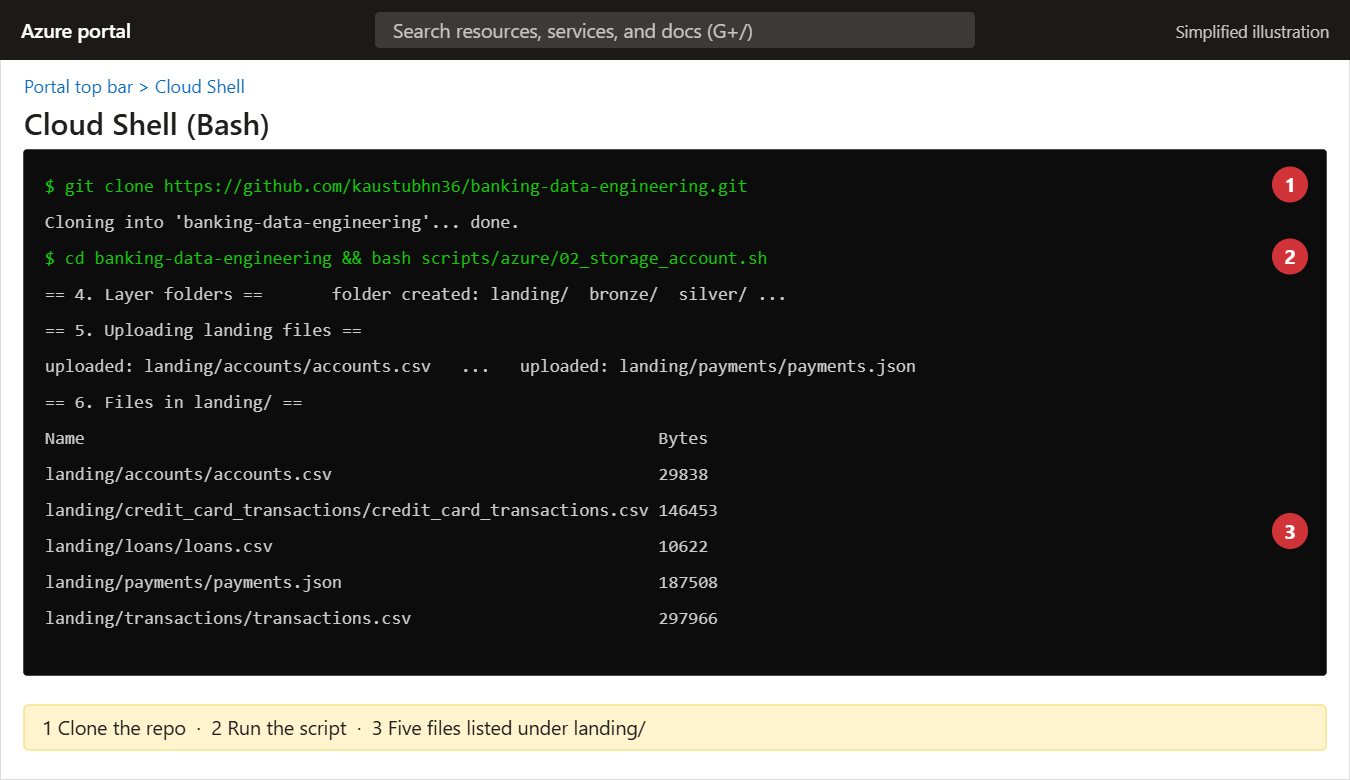 Azure portal
Search resources, services, and docs (G+/)
Simplified illustration
Portal top bar > Cloud Shell
Cloud Shell (Bash)
$ git clone https://github.com/kaustubhn36/banking-data-engineering.git
1
Cloning into 'banking-data-engineering'... done.
$ cd banking-data-engineering && bash scripts/azure/02_storage_account.sh
2
== 4. Layer folders ==       folder created: landing/  bronze/  silver/ ...
== 5. Uploading landing files ==
uploaded: landing/accounts/accounts.csv   ...   uploaded: landing/payments/payments.json
== 6. Files in landing/ ==
Name Bytes
landing/accounts/accounts.csv 29838
landing/credit_card_transactions/credit_card_transactions.csv 146453
3
landing/loans/loans.csv 10622
landing/payments/payments.json 187508
landing/transactions/transactions.csv 297966
1 Clone the repo · 2 Run the script · 3 Five files listed under landing/